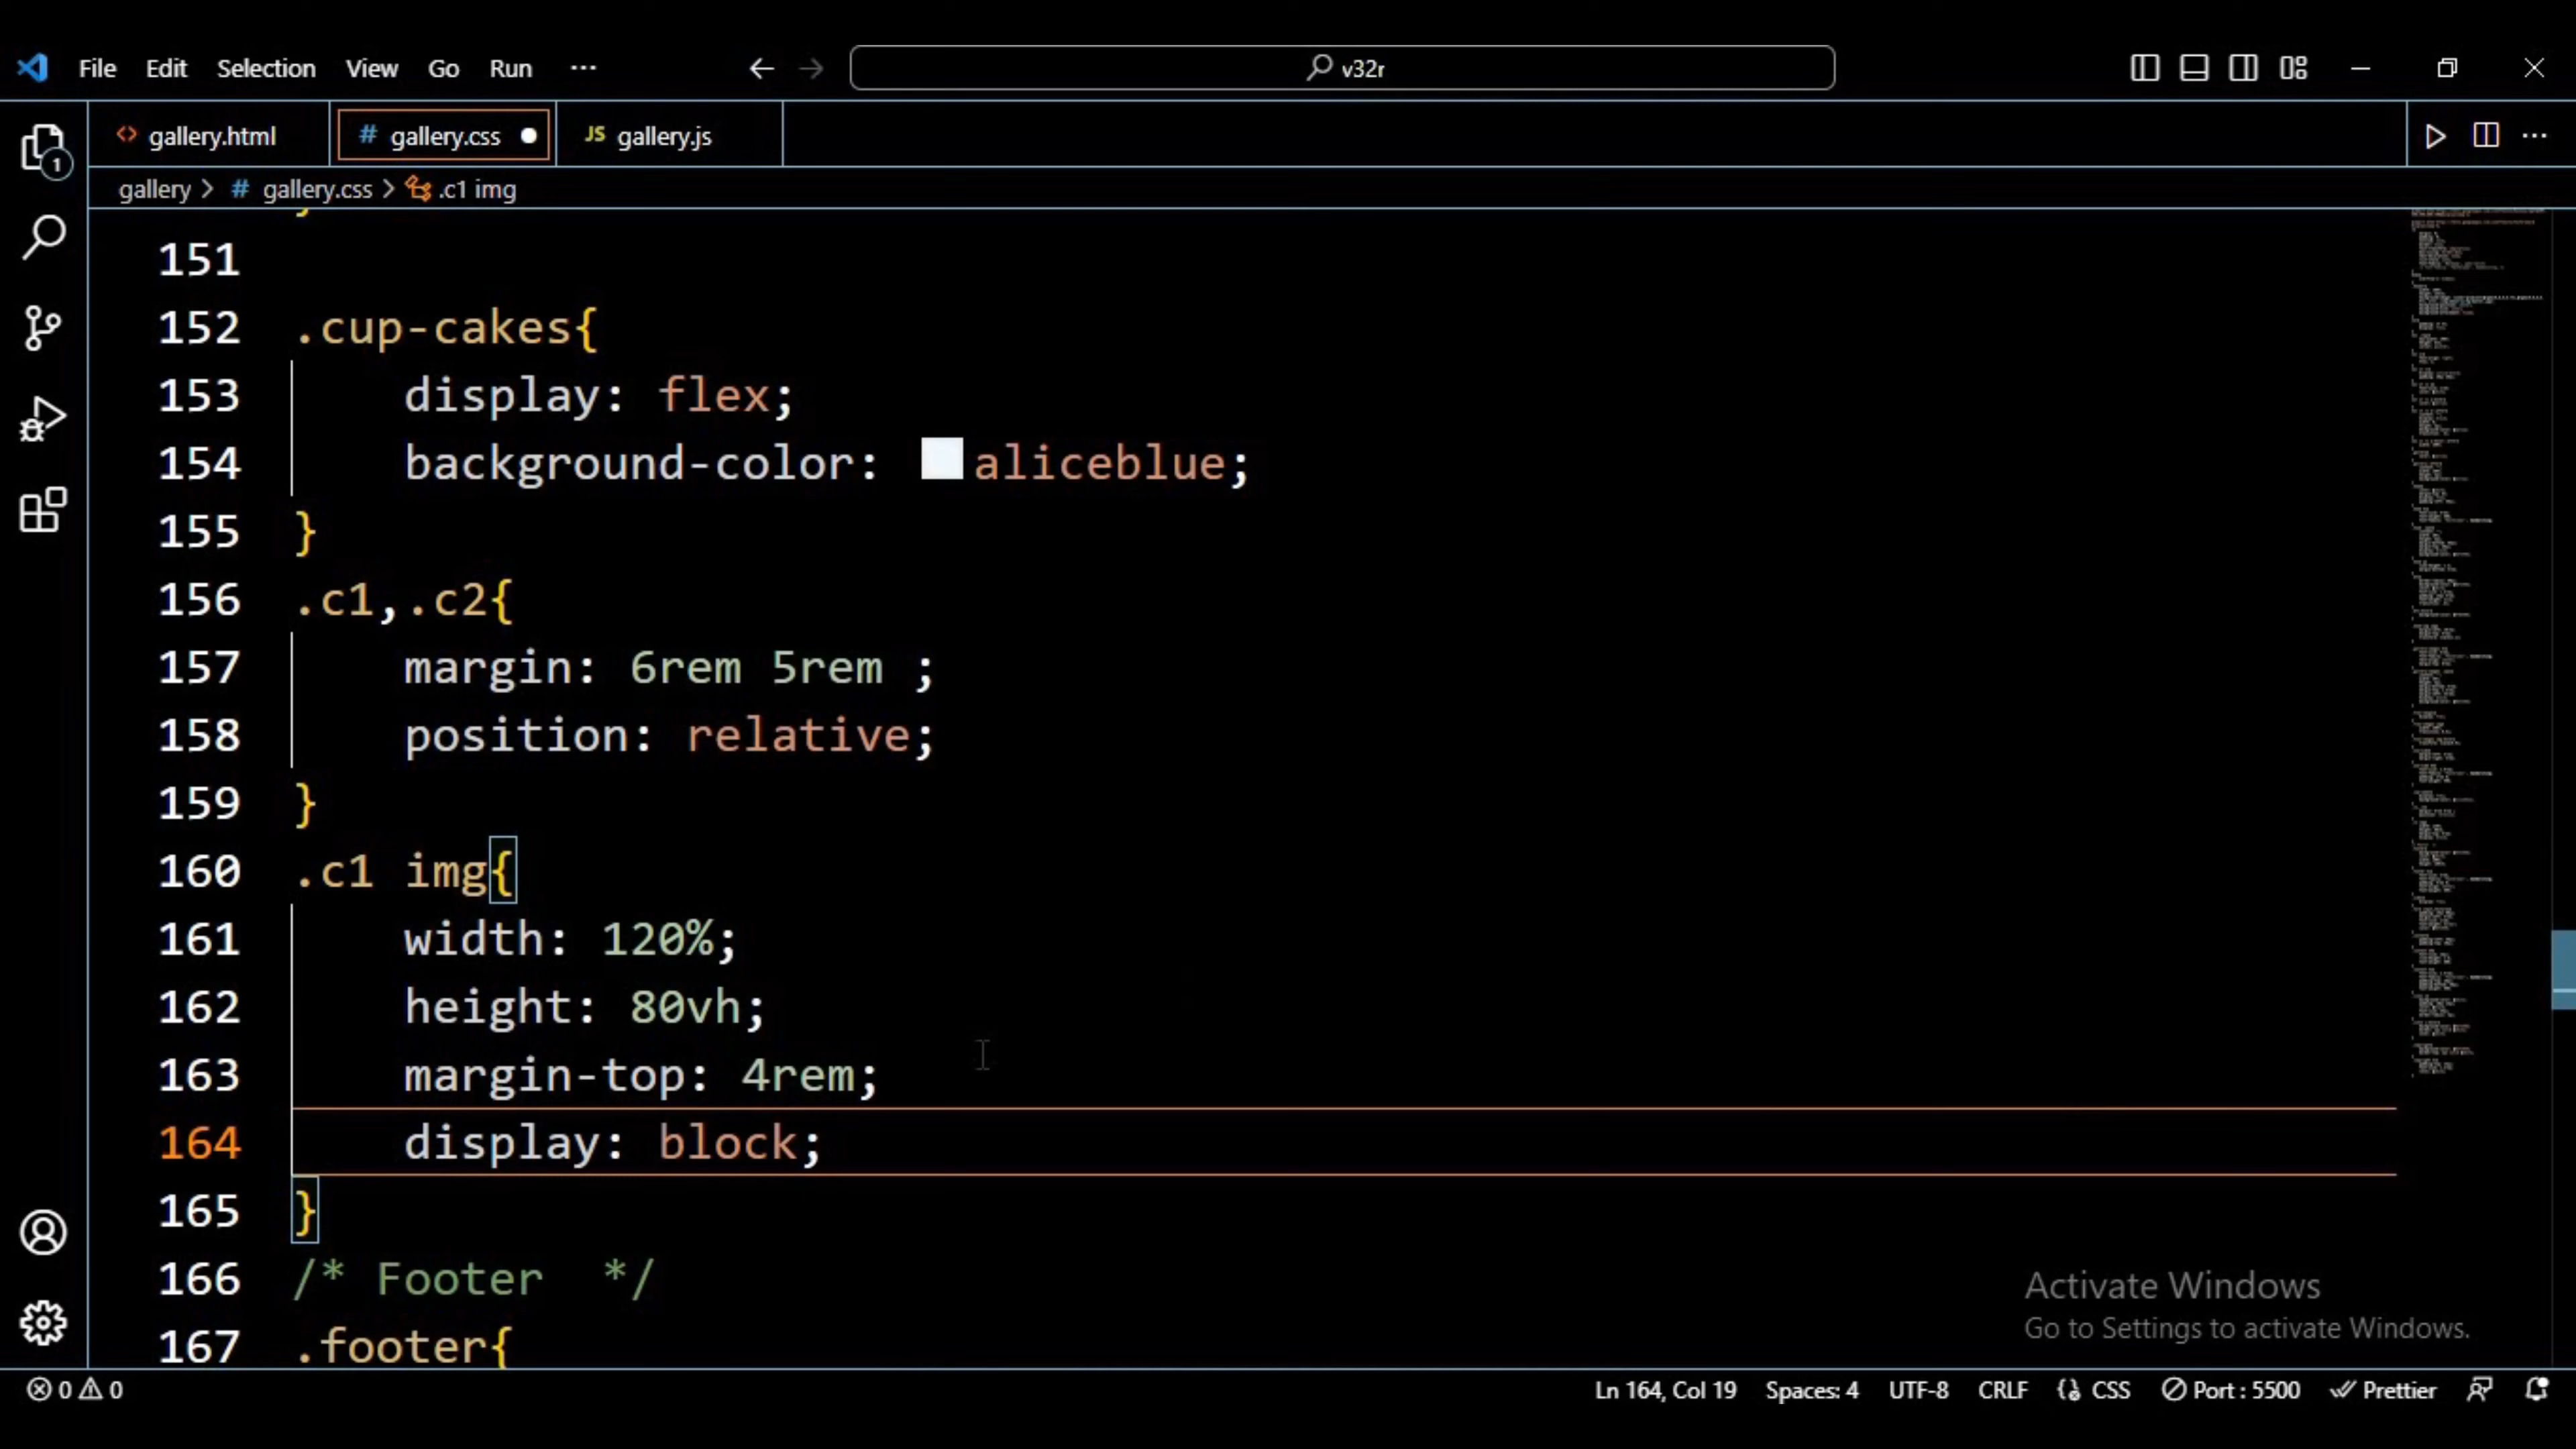 File Edit Selection View Go Run ··· v32r
gallery.html gallery.css JS gallery.js
gallery > # gallery.css > .c1 img
151
152 .cup-cakes{
153 display: flex;
154 background-color: aliceblue;
155 }
156 .c1,.c2{
157 margin: 6rem 5rem ;
158 position: relative;
159 }
160 .c1 img{
161 width: 120%;
162 height: 80vh;
163 margin-top: 4rem;
164 display: block;
165 }
166 /* Footer  */
167 .footer{
1
Activate Windows
Go to Settings to activate Windows.
0 0 Ln 164, Col 19 Spaces: 4 UTF-8 CRLF CSS Port : 5500 Prettier